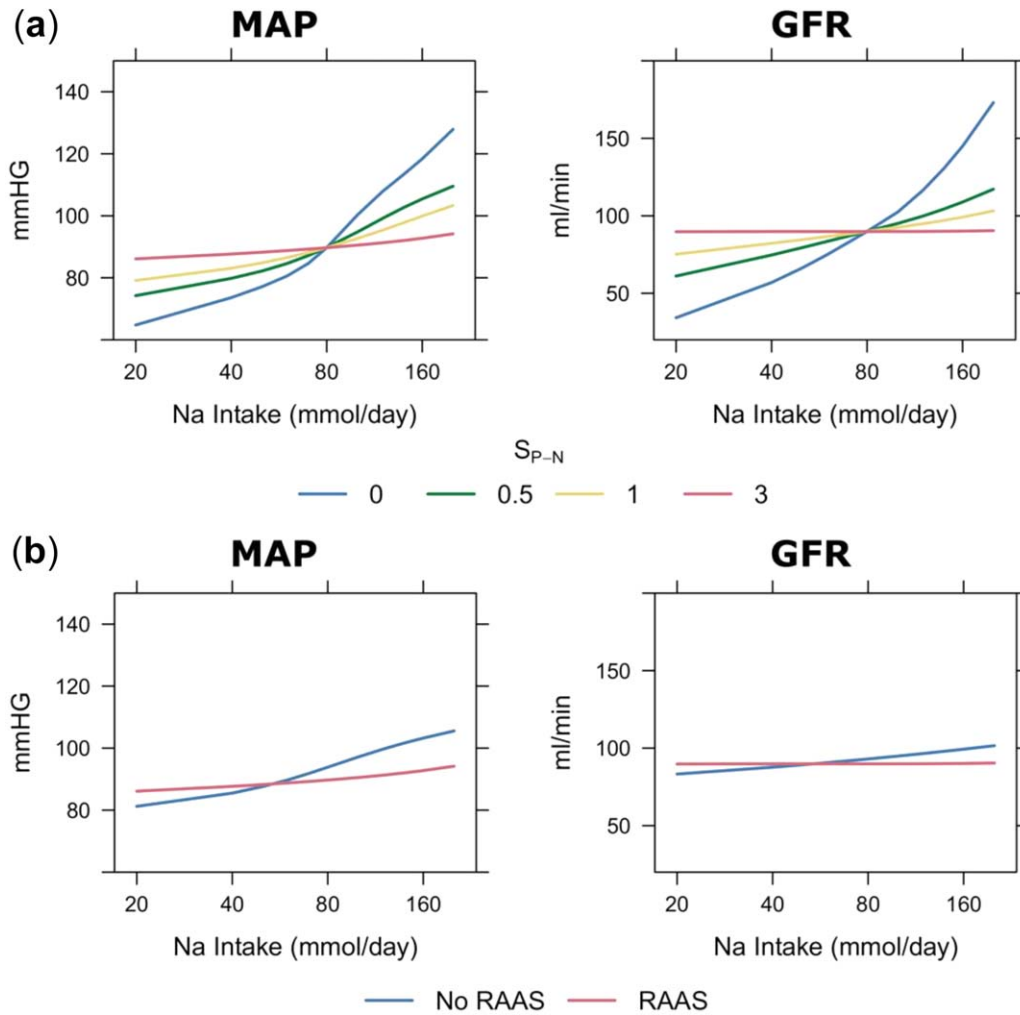 (a)
MAP GFR
140
120
100
80
mmHG
20 40 80 160
Na Intake (mmol/day)
150
100
50
ml/min
20 40 80 160
Na Intake (mmol/day)
S_P–N
0 0.5 1 3
(b)
MAP GFR
140
120
100
80
mmHG
20 40 80 160
Na Intake (mmol/day)
150
100
50
ml/min
20 40 80 160
Na Intake (mmol/day)
No RAAS RAAS